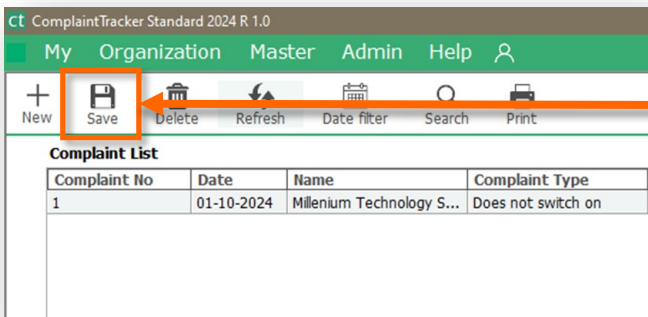 ct ComplaintTracker Standard 2024 R 1.0
My Organization Master Admin Help
New Save Delete Refresh Date filter Search Print
Complaint List
Complaint No Date Name Complaint Type
1 01-10-2024 Millenium Technology S... Does not switch on